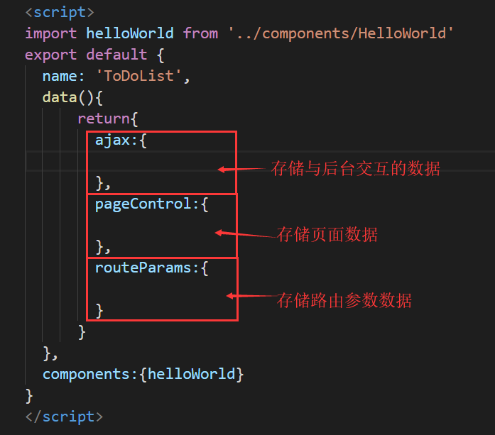 <script>
import helloWorld from '../components/HelloWorld'
export default {
name: 'ToDoList',
data(){
return{
ajax:{
存储与后台交互的数据
},
pageControl:{
存储页面数据
},
routeParams:{
存储路由参数数据
}
}
},
components:{helloWorld}
}
</script>